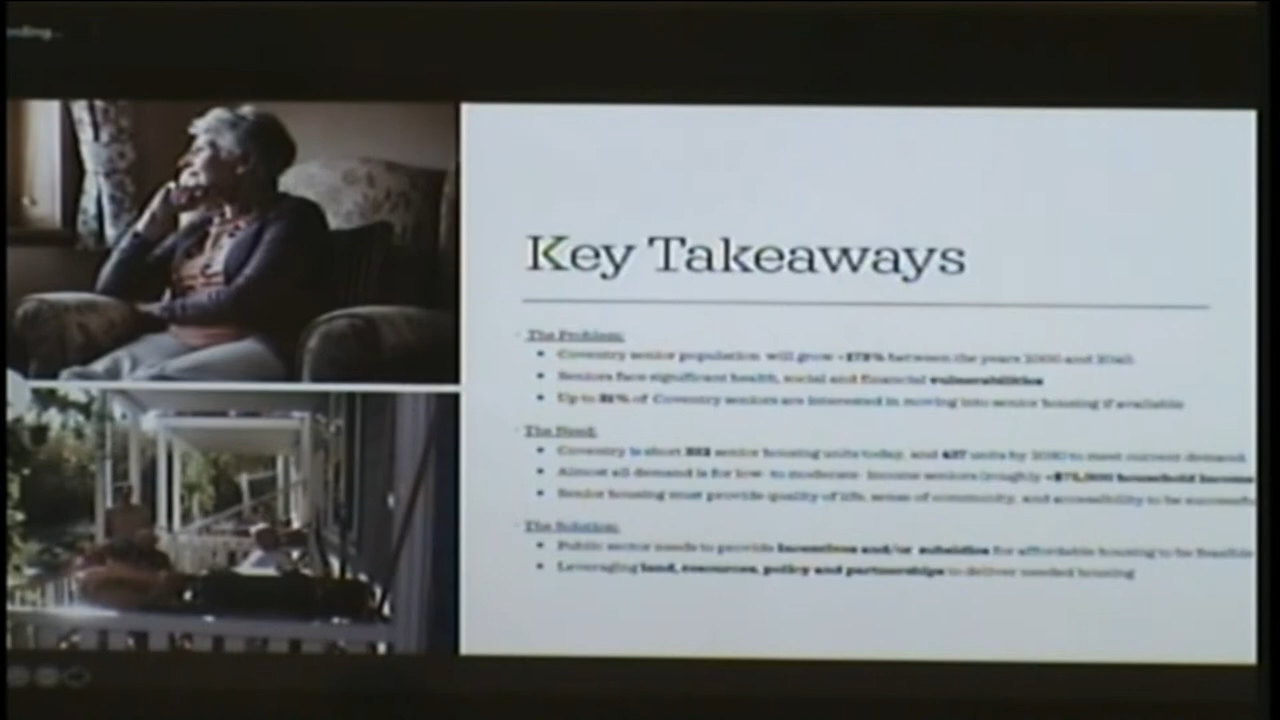 Key Takeaways
The Problem:
Coventry senior population will grow between the years 2000 and 2040
Seniors face significant health, social and financial vulnerabilities
Up to of Coventry seniors are interested in moving into senior housing if available
The Need:
Coventry is short senior housing units today, and units by 2030 to meet current demand
Almost all demand is for low- to moderate- income seniors (roughly household income
Senior housing must provide quality of life, sense of community, and accessibility to be
The Solution:
Public sector needs to provide incentives and/or subsidies for affordable housing to be feasible
Leveraging land, resources, policy and partnerships to deliver needed housing